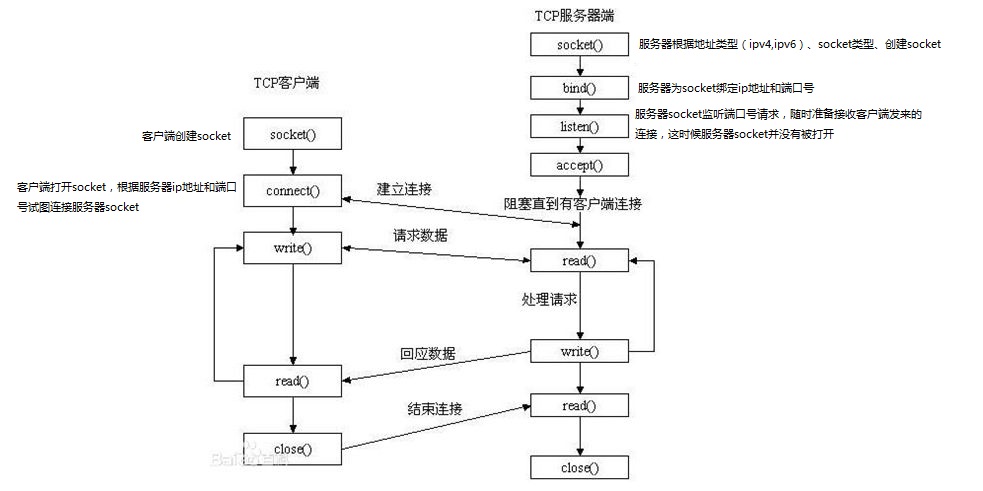 TCP服务器端
socket()
服务器根据地址类型（ipv4,ipv6）、socket类型、创建socket
bind()
服务器为socket绑定ip地址和端口号
listen()
服务器socket监听端口号请求，随时准备接收客户端发来的
连接，这时候服务器socket并没有被打开
accept()
阻塞直到有客户端连接
TCP客户端
客户端创建socket
socket()
客户端打开socket，根据服务器ip地址和端口
号试图连接服务器socket
connect()
建立连接
write()
请求数据
read()
处理请求
write()
回应数据
read()
结束连接
read()
close()
close()
Baidu百科